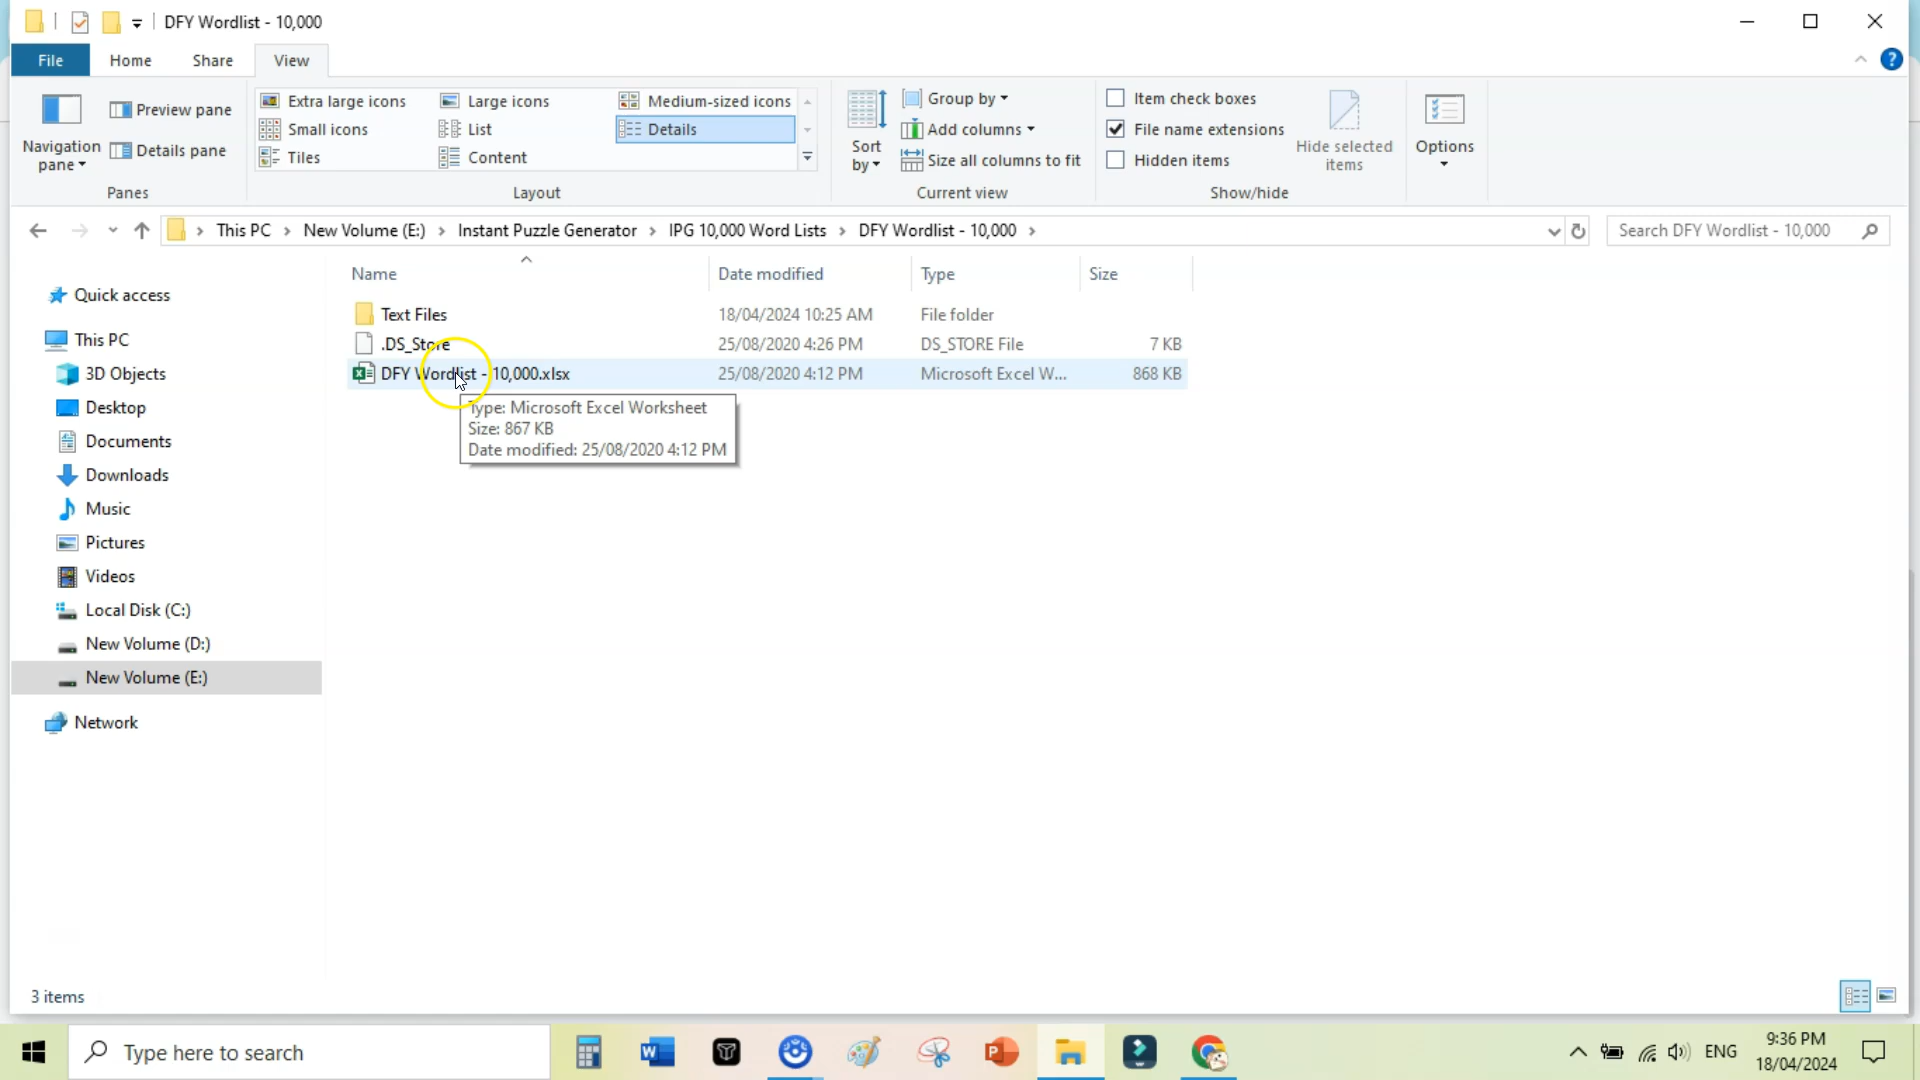 DFY Wordlist - 10,000
File Home Share View
Navigation pane
Preview pane
Details pane
Panes
Extra large icons Large icons Medium-sized icons
Small icons List Details
Tiles Content
Layout
Sort by
Group by
Add columns
Size all columns to fit
Current view
Item check boxes
File name extensions
Hidden items
Hide selected items
Show/hide
Options
This PC New Volume (E:) Instant Puzzle Generator IPG 10,000 Word Lists DFY Wordlist - 10,000
Search DFY Wordlist - 10,000
Name Date modified Type Size
Text Files 18/04/2024 10:25 AM File folder
.DS_Store 25/08/2020 4:26 PM DS_STORE File 7 KB
DFY Wordlist - 10,000.xlsx 25/08/2020 4:12 PM Microsoft Excel W... 868 KB
Type: Microsoft Excel Worksheet
Size: 867 KB
Date modified: 25/08/2020 4:12 PM
Quick access
This PC
3D Objects
Desktop
Documents
Downloads
Music
Pictures
Videos
Local Disk (C:)
New Volume (D:)
New Volume (E:)
Network
3 items
Type here to search
ENG
9:36 PM
18/04/2024